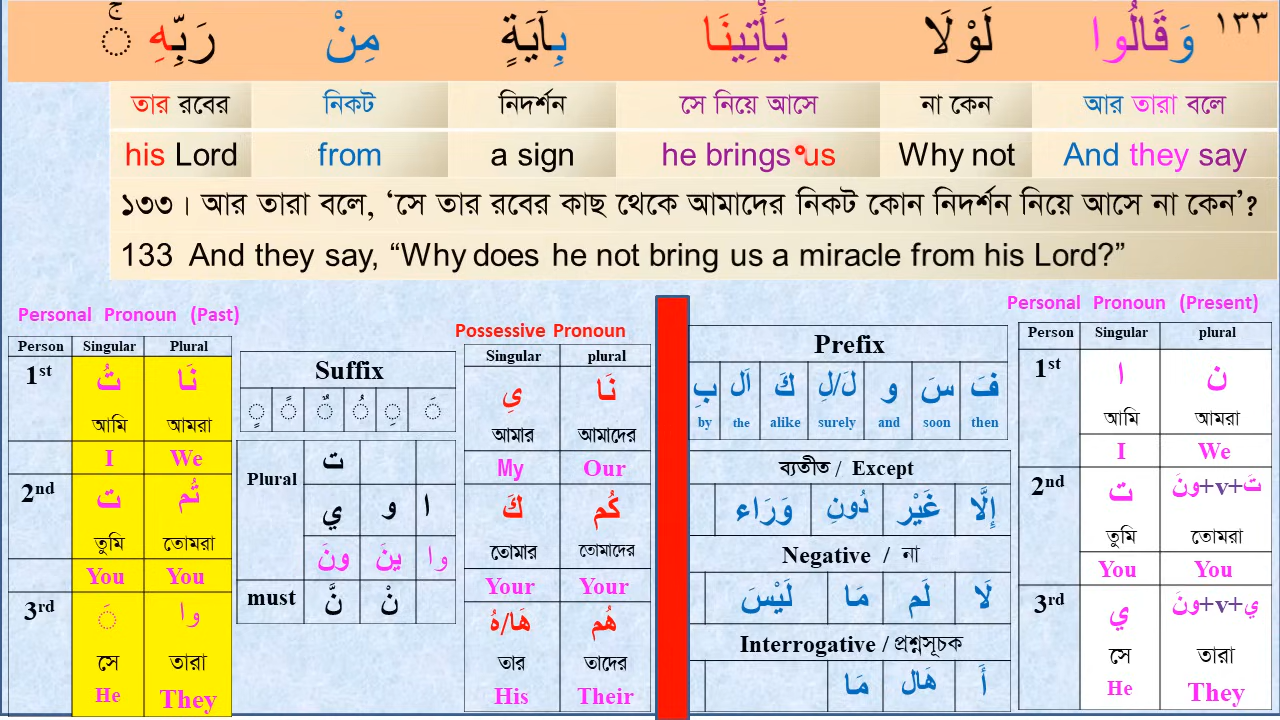 ١٣٣ وَقَالُوا لَوْلَا يَأْتِينَا بِآيَةٍ مِنْ رَبِّهِ ۚ
তার রবের নিকট নিদর্শন সে নিয়ে আসে না কেন আর তারা বলে
his Lord from a sign he brings us Why not And they say
১৩৩। আর তারা বলে, ‘সে তার রবের কাছ থেকে আমাদের নিকট কোন নিদর্শন নিয়ে আসে না কেন’?
133 And they say, “Why does he not bring us a miracle from his Lord?”
Personal Pronoun (Past)
Person Singular Plural
1st تُ نَا
আমি আমরা
I We
2nd ت تُم
তুমি তোমরা
You You
3rd َ وا
সে তারা
He They
Suffix
ٍ ً ٌ ُ ِ َ
Plural ت
ي و ا
ونَ ينَ وا
must نَّ نْ
Possessive Pronoun
Singular plural
يِ نَا
আমার আমাদের
My Our
كَ كُم
তোমার তোমাদের
Your Your
هَا/هُ هُم
তার তাদের
His Their
Prefix
بِ اَل كَ لَ/لِ و سَ فَ
by the alike surely and soon then
ব্যতীত / Except
وَرَاء دُونِ غَيْر إِلَّا
Negative / না
لَيْسَ مَا لَم لَا
Interrogative / প্রশ্নসূচক
مَا هَال أَ
Personal Pronoun (Present)
Person Singular plural
1st ا ن
আমি আমরা
I We
2nd ت تَ+v+ونَ
তুমি তোমরা
You You
3rd ي ي+v+ونَ
সে তারা
He They